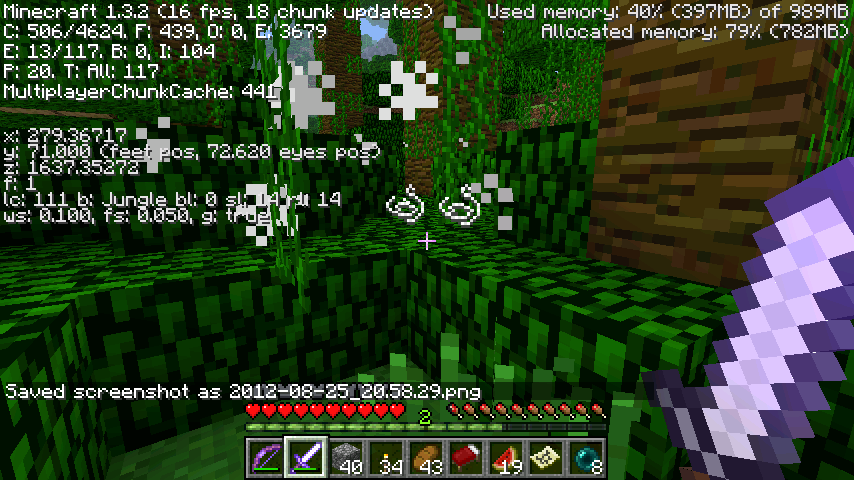 Minecraft 1.3.2 (16 fps, 18 chunk updates)
C: 506/4624. F: 439, O: 0, E: 3679
E: 13/117. B: 0, I: 104
P: 20. T: All: 117
MultiplayerChunkCache: 441
Used memory: 40% (397MB) of 989MB
Allocated memory: 79% (782MB)
x: 279.36717
y: 71.000 (feet pos, 72.620 eyes pos)
z: 1637.35273
f: 1
lc: 111 b: Jungle bl: 0 sl: 14 rl: 14
ws: 0.100, fs: 0.050, g: true
Saved screenshot as 2012-08-25_20.58.29.png
2
40 34 43 19 8